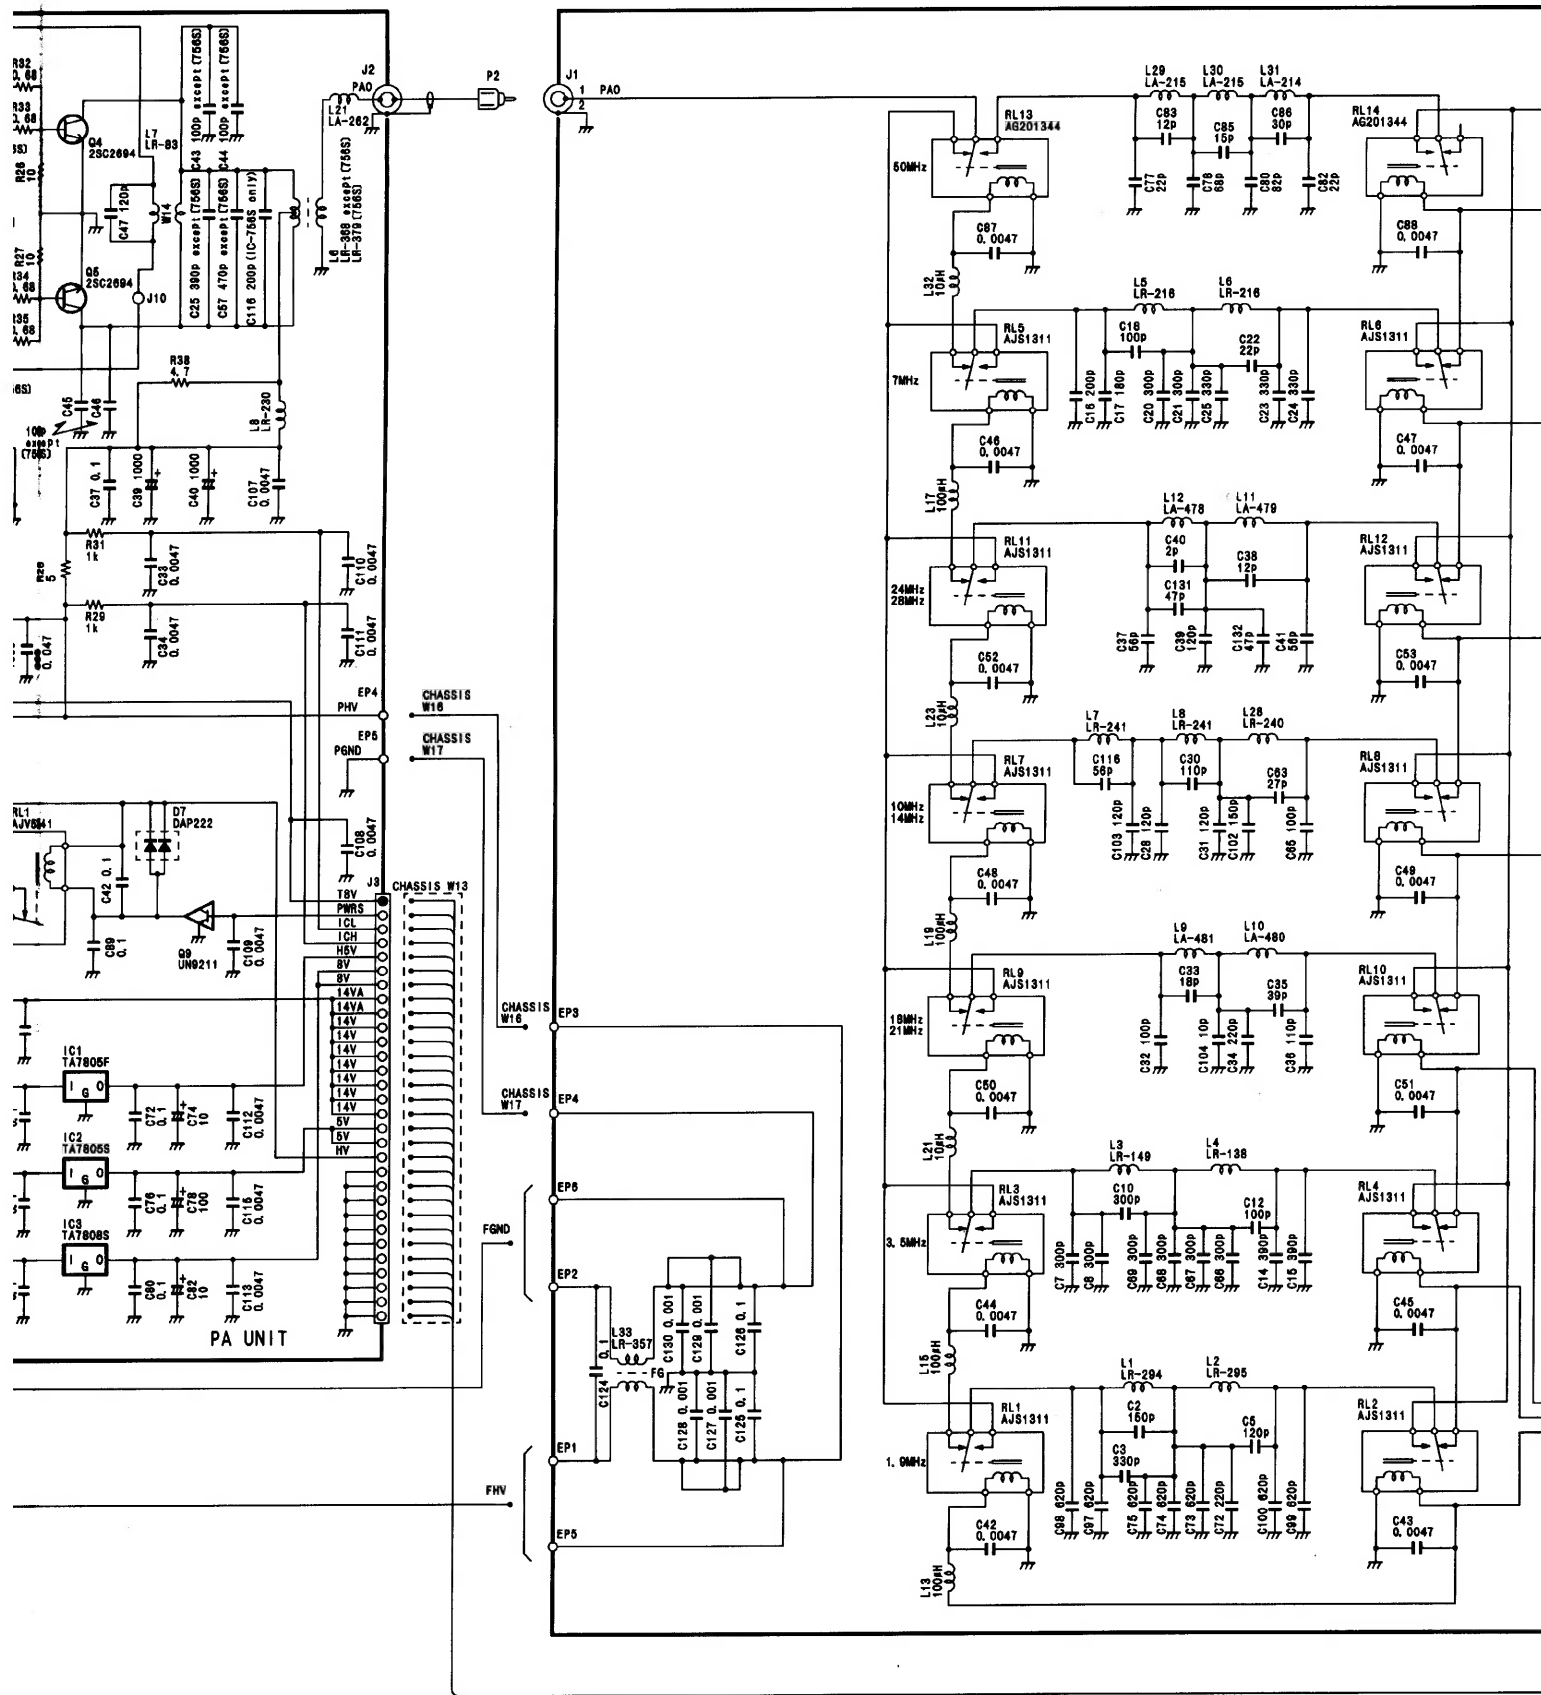 J2
PAO
L21
LA-262
P2
J1
1 PAO
2
Q4
2SC2694
L7
LR-83
C43 100p except(756S)
C44 100p except(756S)
R26
10
C47 120p
W14
C25 390p except(756S)
C57 470p except(756S)
C116 200p(IC-756S only)
L6
LR-368 except(756S)
LR-379(756S)
R27
10
Q5
2SC2694
J10
R38
4.7
C45
C46
except
L8
LR-230
C37 0.1
C39 1000
C40 1000
C107
0.0047
R31
1k
C33
0.0047
C110
0.0047
5
R29
1k
C34
0.0047
C111
0.0047
0.047
EP4
PHV
CHASSIS
W16
EP5
PGND
CHASSIS
W17
RL1
D7
DAP222
C42 0.1
C108
0.0047
C89
0.1
Q9
UN9211
C109
0.0047
J3
CHASSIS W13
T8V
PWRS
ICL
ICH
H5V
8V
8V
14VA
14VA
14V
14V
14V
14V
14V
14V
14V
5V
5V
HV
IC1
TA7805F
I G O
C72
0.1
C74
10
C112
0.0047
IC2
TA7805S
I G O
C76
0.1
C78
100
C115
0.0047
IC3
TA7808S
I G O
C80
0.1
C82
10
C113
0.0047
PA UNIT
CHASSIS
W16
EP3
CHASSIS
W17
EP4
EP6
FGND
EP2
C124
0.1
L33
LR-357
FG
C130 0.001
C129 0.001
C126 0.1
C128 0.001
C127 0.001
C125 0.1
EP1
FHV
EP5
L29
LA-215
L30
LA-215
L31
LA-214
RL13
AG201344
C83
12p
C85
15p
C86
30p
RL14
AG201344
50MHz
C77
22p
C78
68p
C80
82p
C82
22p
C87
0.0047
C88
0.0047
L32
10μH
L5
LR-216
L6
LR-216
RL5
AJS1311
C18
100p
C22
22p
RL6
AJS1311
7MHz
C16 200p
C17 180p
C20 300p
C21 300p
C25 330p
C23 330p
C24 330p
C46
0.0047
C47
0.0047
L17
100μH
L12
LA-478
L11
LA-479
RL11
AJS1311
C40
2p
C38
12p
RL12
AJS1311
24MHz
28MHz
C131
47p
C37
56p
C39
120p
C132
47p
C41
56p
C52
0.0047
C53
0.0047
L23
10μH
L7
LR-241
L8
LR-241
L28
LR-240
RL7
AJS1311
C116
56p
C30
110p
C63
27p
RL8
AJS1311
10MHz
14MHz
C103 120p
C28 120p
C31 120p
C102 150p
C65 100p
C48
0.0047
C49
0.0047
L19
100μH
L9
LA-481
L10
LA-480
RL9
AJS1311
C33
18p
C35
39p
RL10
AJS1311
18MHz
21MHz
C32 100p
C104 10p
C34 220p
C36 110p
C50
0.0047
C51
0.0047
L21
10μH
L3
LR-149
L4
LR-138
RL3
AJS1311
C10
300p
C12
100p
RL4
AJS1311
3.5MHz
C7 300p
C8 300p
C69 300p
C68 300p
C67 300p
C66 300p
C14 390p
C15 390p
C44
0.0047
C45
0.0047
L15
100μH
L1
LR-294
L2
LR-295
RL1
AJS1311
C2
150p
C5
120p
RL2
AJS1311
1.9MHz
C3
330p
C98 620p
C97 620p
C75 620p
C74 620p
C73 620p
C72 220p
C100 620p
C99 620p
C42
0.0047
C43
0.0047
L13
100μH